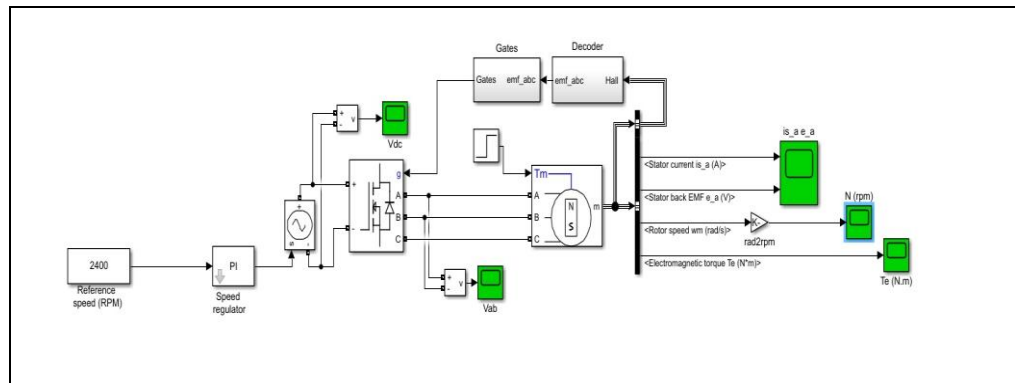 Gates
Decoder
Gates
emf_abc
emf_abc
Hall
+
-
v
Vdc
is_a e_a
<Stator current is_a (A)>
g
Tm
+
A
A
N
<Stator back EMF e_a (V)>
+
B
B
S
m
N (rpm)
-
C
C
<Rotor speed wm (rad/s)>
s
-
rad2rpm
2400
PI
<Electromagnetic torque Te (N*m)>
Reference
speed (RPM)
Speed
regulator
+
-
v
Te (N.m)
Vab